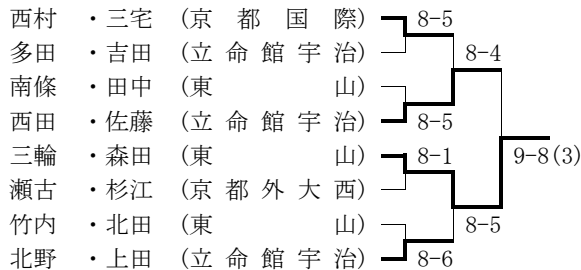 西村・三宅(京都国際)
8-5
多田・吉田(立命館宇治)
8-4
南條・田中(東山)
西田・佐藤(立命館宇治)
8-5
9-8(3)
三輪・森田(東山)
8-1
瀬古・杉江(京都外大西)
竹内・北田(東山)
8-5
北野・上田(立命館宇治)
8-6